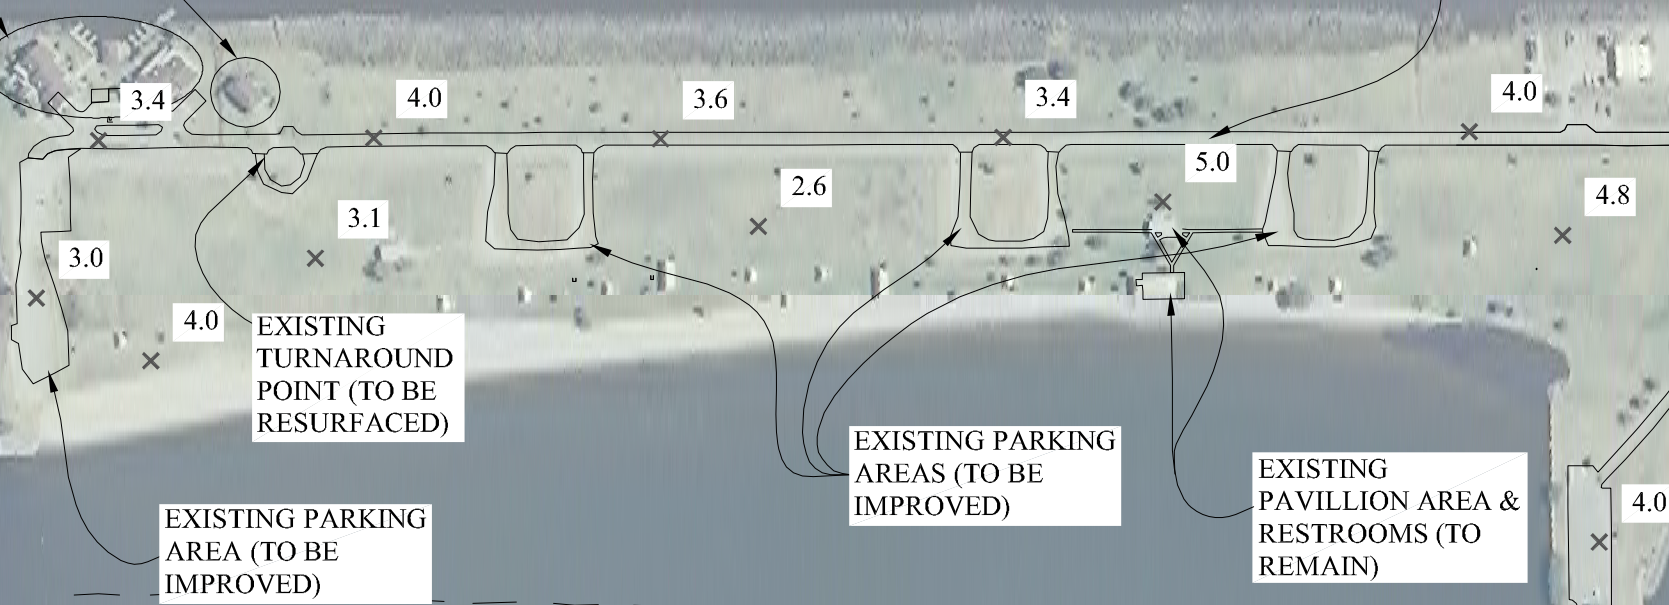 3.4
4.0
3.6
3.4
4.0
5.0
2.6
4.8
3.1
3.0
4.0
EXISTING
TURNAROUND
POINT (TO BE
RESURFACED)
EXISTING PARKING
AREAS (TO BE
IMPROVED)
EXISTING
PAVILLION AREA &
RESTROOMS (TO
REMAIN)
4.0
EXISTING PARKING
AREA (TO BE
IMPROVED)